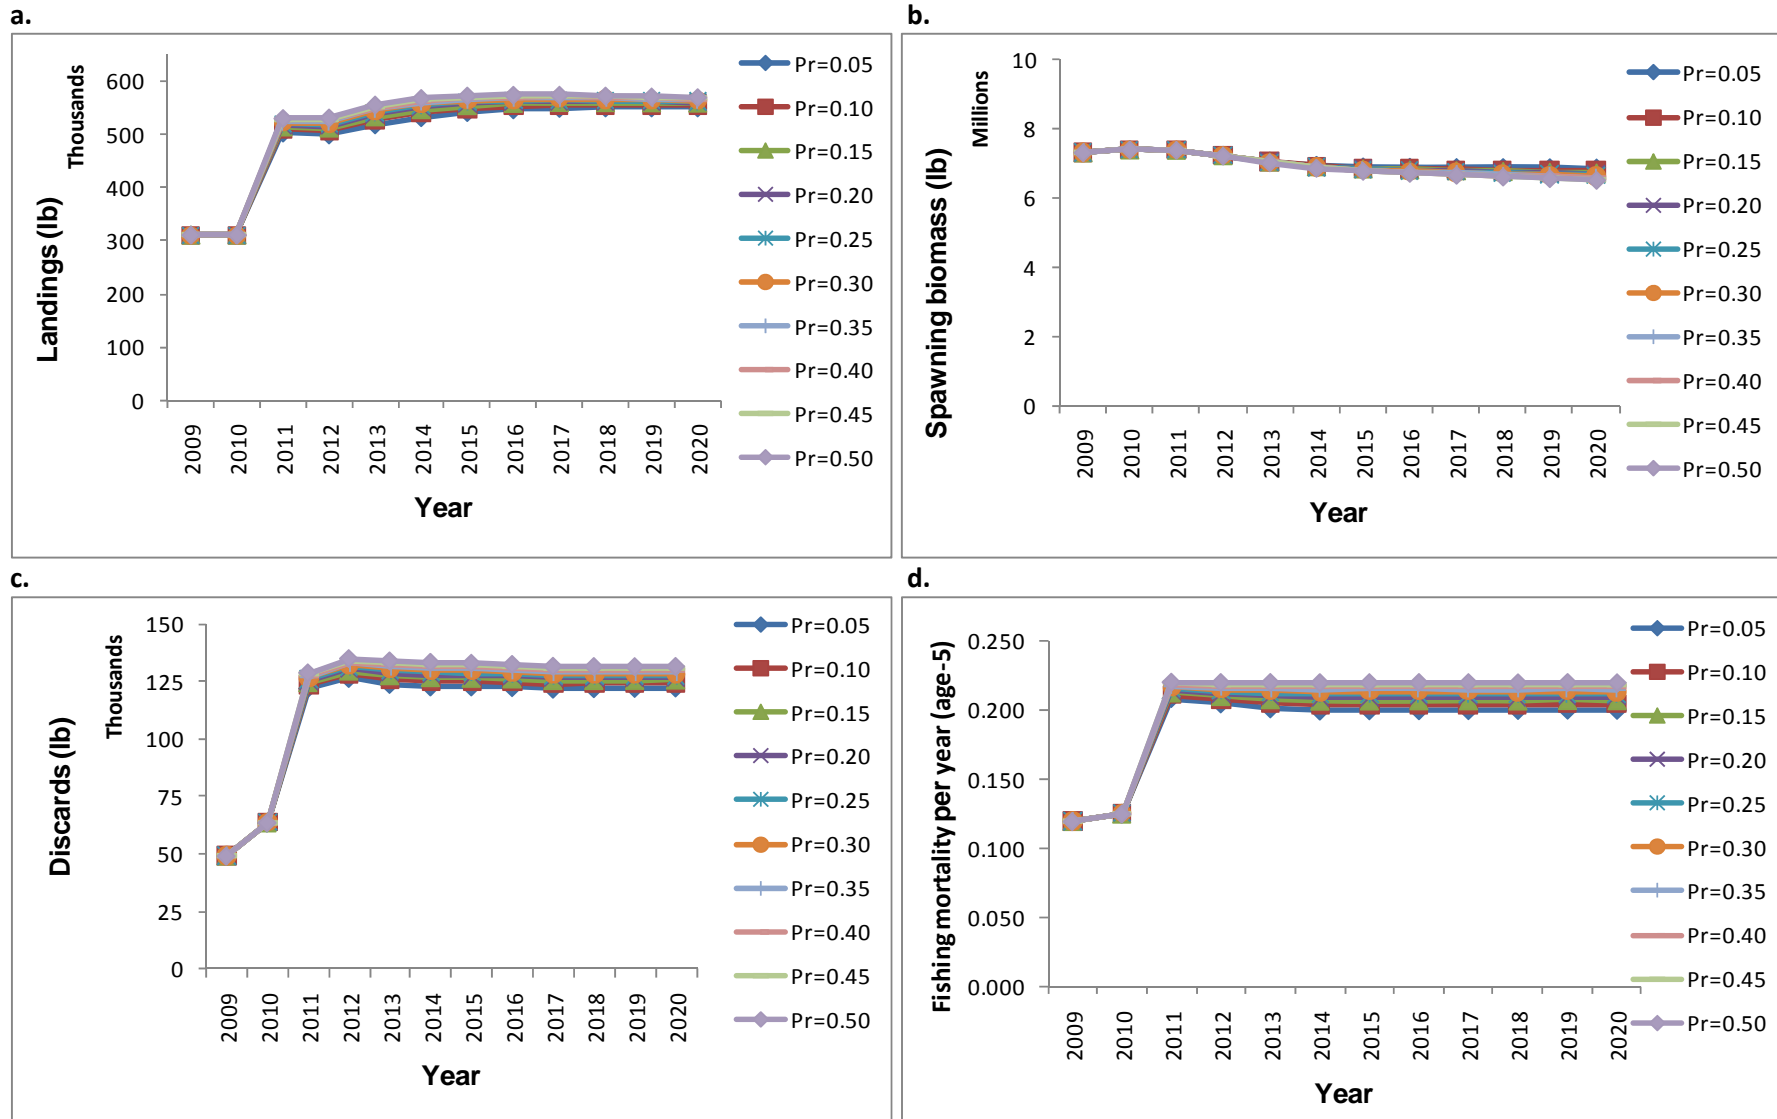 a.
Landings (lb)
Thousands
600
500
400
300
200
100
0
2009
2010
2011
2012
2013
2014
2015
2016
2017
2018
2019
2020
Year
Pr=0.05
Pr=0.10
Pr=0.15
Pr=0.20
Pr=0.25
Pr=0.30
Pr=0.35
Pr=0.40
Pr=0.45
Pr=0.50
b.
Spawning biomass (lb)
Millions
10
8
6
4
2
0
2009
2010
2011
2012
2013
2014
2015
2016
2017
2018
2019
2020
Year
Pr=0.05
Pr=0.10
Pr=0.15
Pr=0.20
Pr=0.25
Pr=0.30
Pr=0.35
Pr=0.40
Pr=0.45
Pr=0.50
c.
Discards (lb)
Thousands
150
125
100
75
50
25
0
2009
2010
2011
2012
2013
2014
2015
2016
2017
2018
2019
2020
Year
Pr=0.05
Pr=0.10
Pr=0.15
Pr=0.20
Pr=0.25
Pr=0.30
Pr=0.35
Pr=0.40
Pr=0.45
Pr=0.50
d.
Fishing mortality per year (age-5)
0.250
0.200
0.150
0.100
0.050
0.000
2009
2010
2011
2012
2013
2014
2015
2016
2017
2018
2019
2020
Year
Pr=0.05
Pr=0.10
Pr=0.15
Pr=0.20
Pr=0.25
Pr=0.30
Pr=0.35
Pr=0.40
Pr=0.45
Pr=0.50